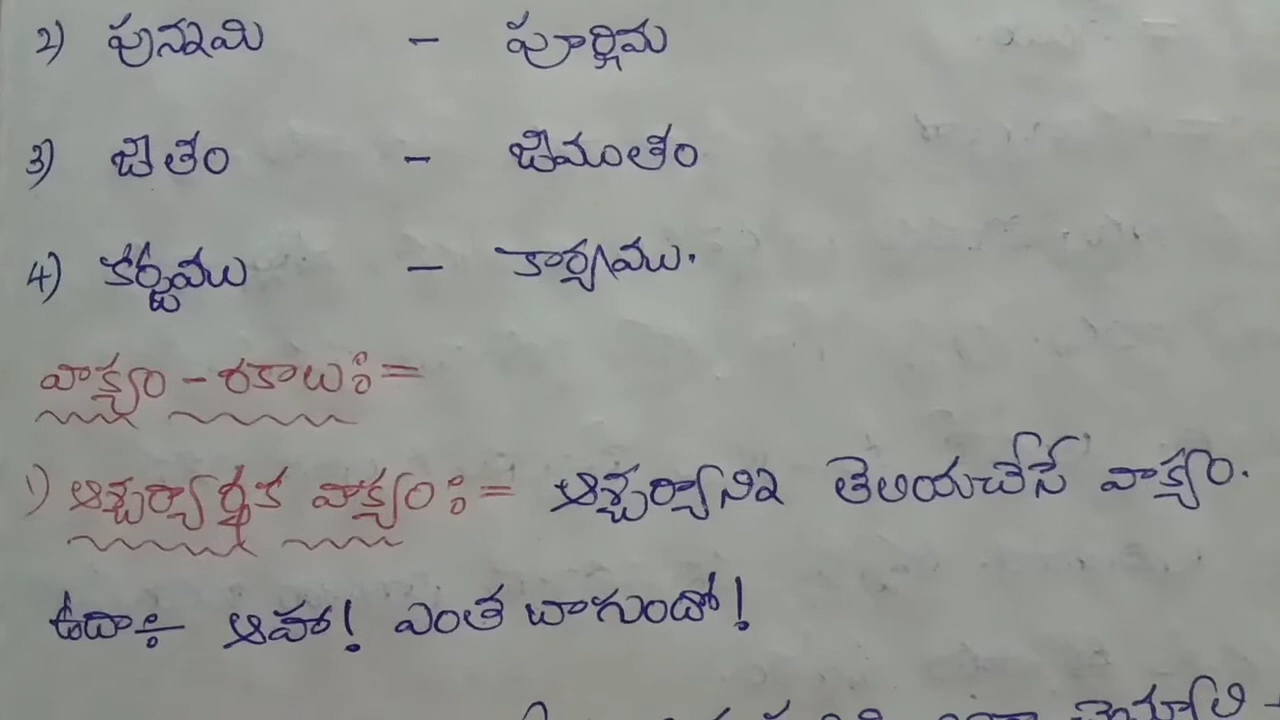 2) పున్నమి - పూర్ణిమ
3) జీతం - జీమంతం
4) కర్జము - కార్యము.
వాక్యం - రకాలు :=
1) ఆశ్చర్యార్థక వాక్యం :- ఆశ్చర్యాన్ని తెలియచేసే వాక్యం.
ఉదా :- ఆహా! ఎంత బాగుందో!
చెయ్యాలి